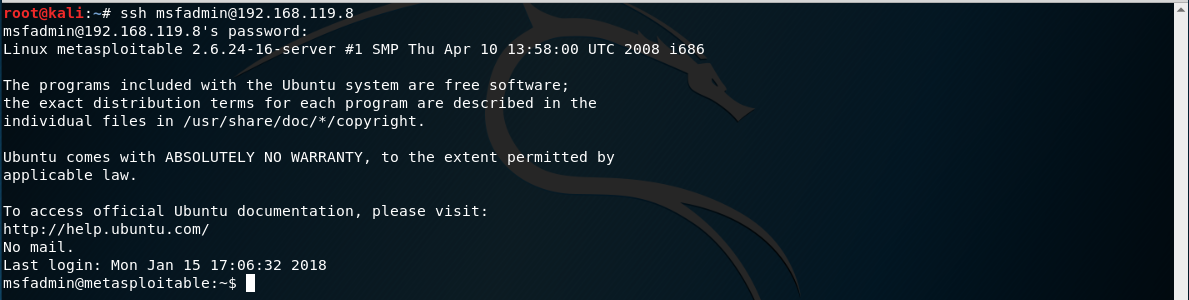 root@kali:~# ssh msfadmin@192.168.119.8
msfadmin@192.168.119.8's password:
Linux metasploitable 2.6.24-16-server #1 SMP Thu Apr 10 13:58:00 UTC 2008 i686
The programs included with the Ubuntu system are free software;
the exact distribution terms for each program are described in the
individual files in /usr/share/doc/*/copyright.
Ubuntu comes with ABSOLUTELY NO WARRANTY, to the extent permitted by
applicable law.
To access official Ubuntu documentation, please visit:
http://help.ubuntu.com/
No mail.
Last login: Mon Jan 15 17:06:32 2018
msfadmin@metasploitable:~$